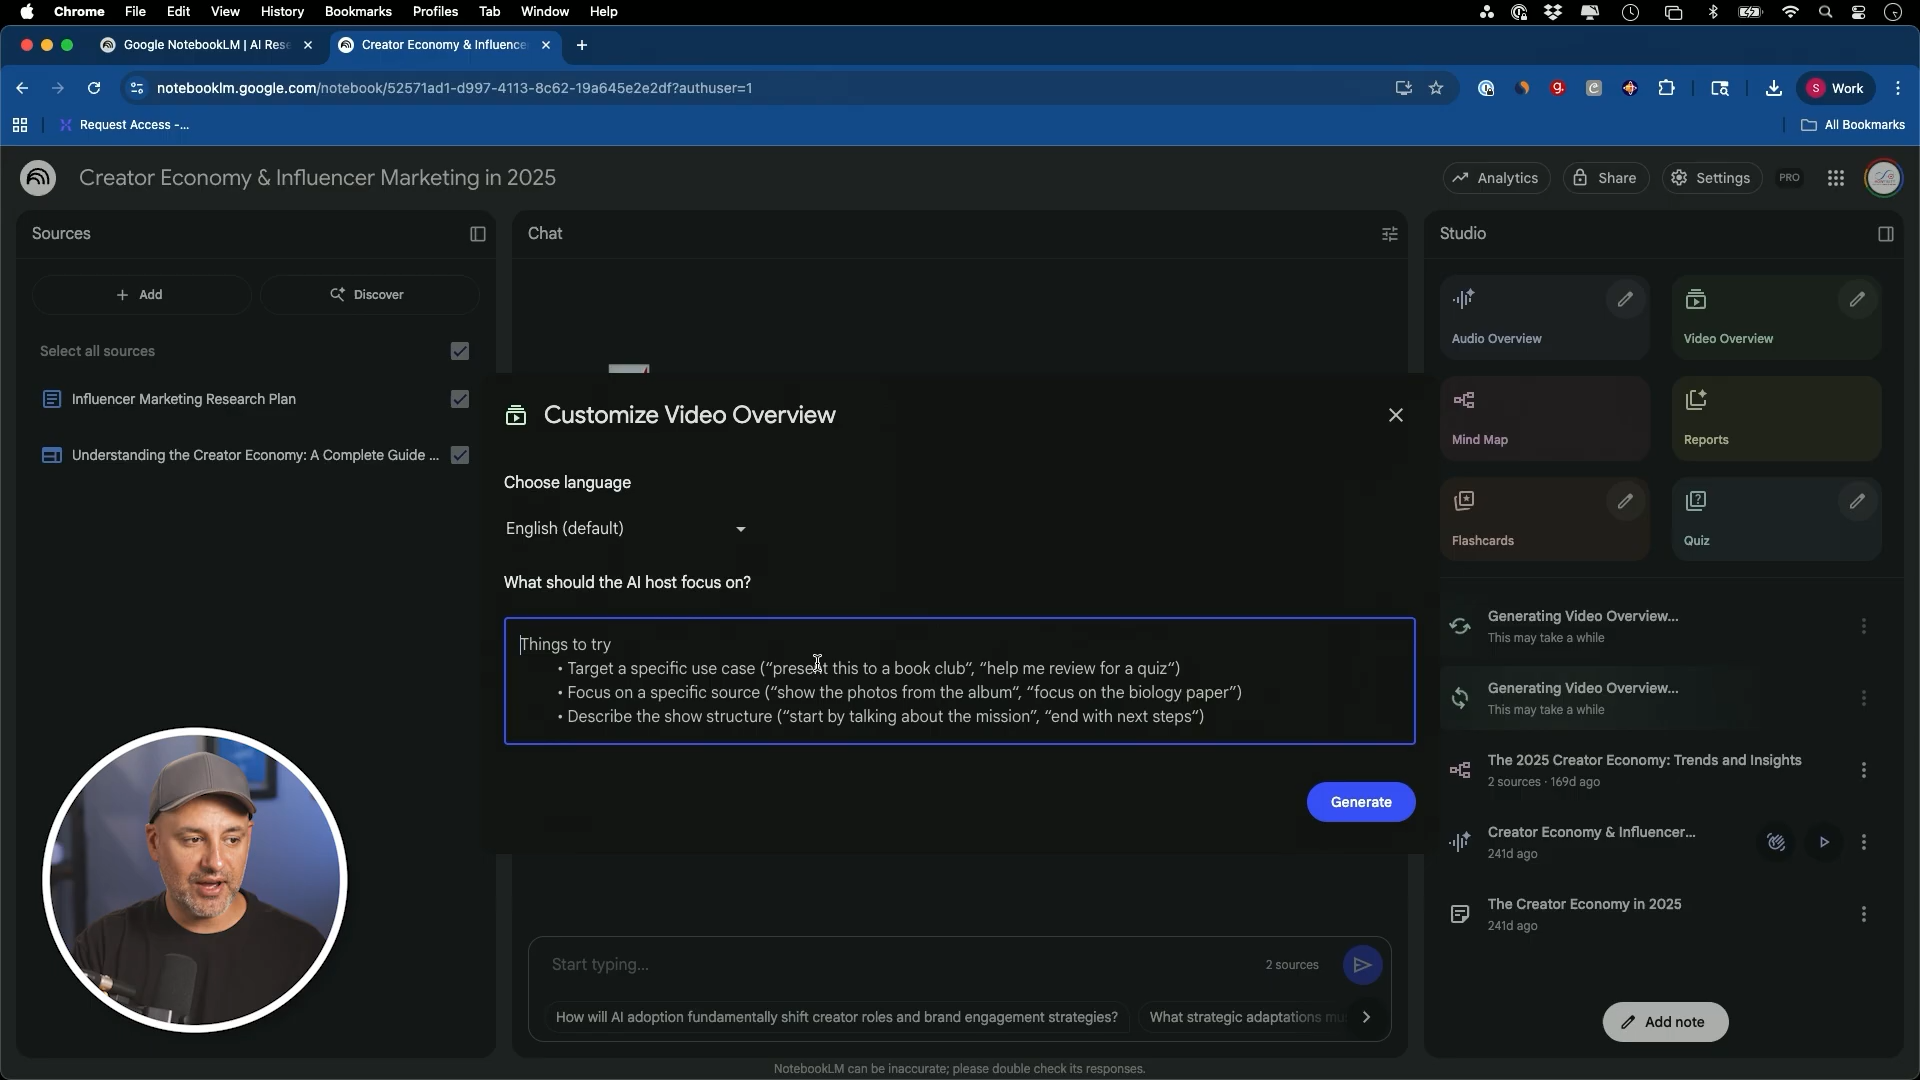 Chrome File Edit View History Bookmarks Profiles Tab Window Help
Google NotebookLM | AI Rese
Creator Economy & Influence
notebooklm.google.com/notebook/52571ad1-d997-4113-8c62-19a645e2e2df?authuser=1
S Work
Request Access -...
All Bookmarks
Creator Economy & Influencer Marketing in 2025
Analytics
Share
Settings
PRO
Sources
Add
Discover
Select all sources
Influencer Marketing Research Plan
Understanding the Creator Economy: A Complete Guide ...
Chat
Customize Video Overview
Choose language
English (default)
What should the AI host focus on?
Things to try
• Target a specific use case (“present this to a book club“, “help me review for a quiz“)
• Focus on a specific source (“show the photos from the album“, “focus on the biology paper”)
• Describe the show structure (“start by talking about the mission”, “end with next steps“)
Generate
Start typing...
2 sources
How will AI adoption fundamentally shift creator roles and brand engagement strategies?
What strategic adaptations mu
NotebookLM can be inaccurate; please double check its responses.
Studio
Audio Overview
Video Overview
Mind Map
Reports
Flashcards
Quiz
Generating Video Overview...
This may take a while
Generating Video Overview...
This may take a while
The 2025 Creator Economy: Trends and Insights
2 sources · 169d ago
Creator Economy & Influencer...
241d ago
The Creator Economy in 2025
241d ago
Add note